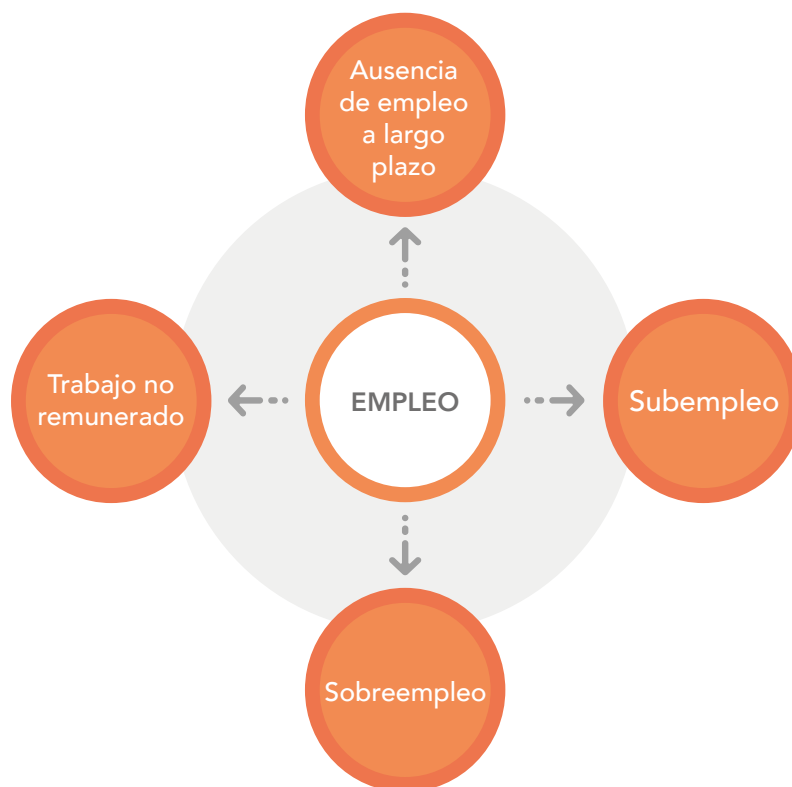 Ausencia
de empleo
a largo
plazo
Trabajo no
remunerado
EMPLEO
Subempleo
Sobreempleo